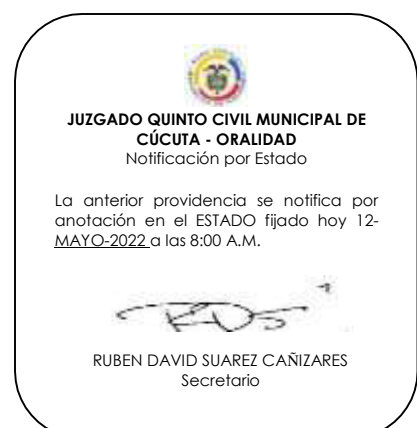 JUZGADO QUINTO CIVIL MUNICIPAL DE
CÚCUTA - ORALIDAD
Notificación por Estado
La anterior providencia se notifica por
anotación en el ESTADO fijado hoy 12-
MAYO-2022 a las 8:00 A.M.
RUBEN DAVID SUAREZ CAÑIZARES
Secretario